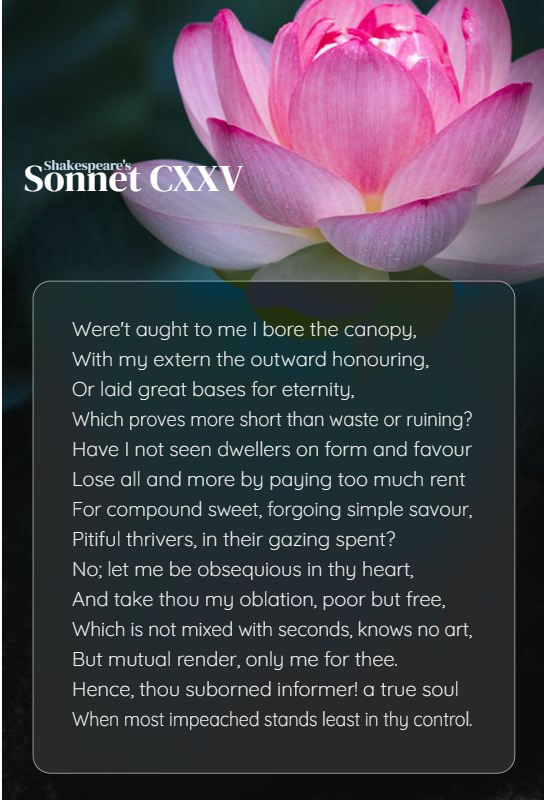 Shakespeare's
Sonnet CXXV
Were't aught to me I bore the canopy,
With my extern the outward honouring,
Or laid great bases for eternity,
Which proves more short than waste or ruining?
Have I not seen dwellers on form and favour
Lose all and more by paying too much rent
For compound sweet, forgoing simple savour,
Pitiful thrivers, in their gazing spent?
No; let me be obsequious in thy heart,
And take thou my oblation, poor but free,
Which is not mixed with seconds, knows no art,
But mutual render, only me for thee.
Hence, thou suborned informer! a true soul
When most impeached stands least in thy control.